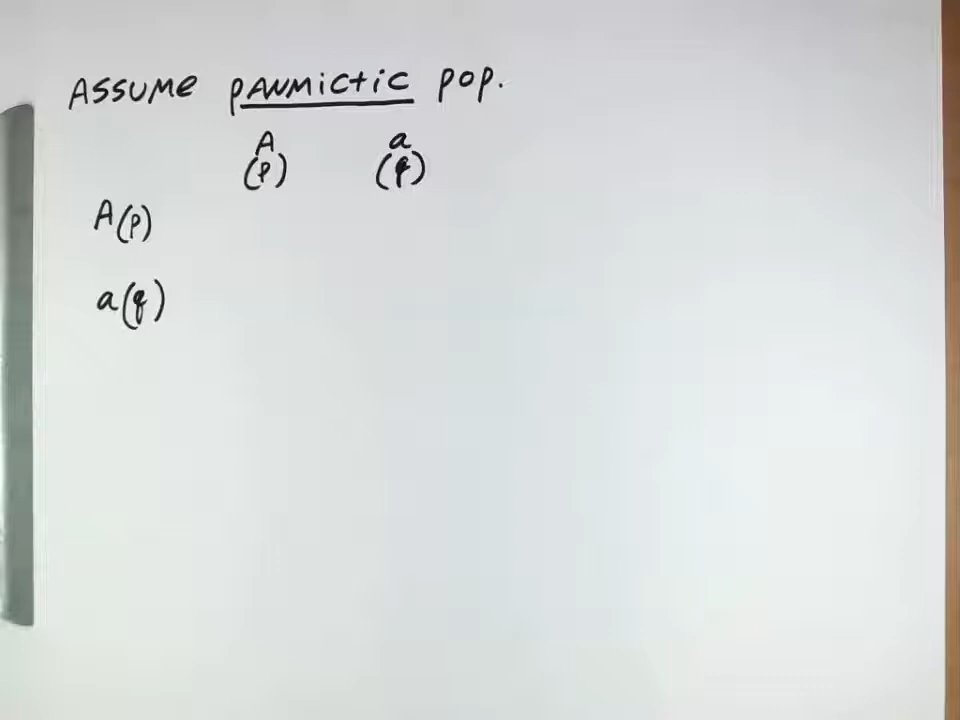 ASSUME PANMICTIC POP.
A a
(P) (q)
A(P)
a(q)